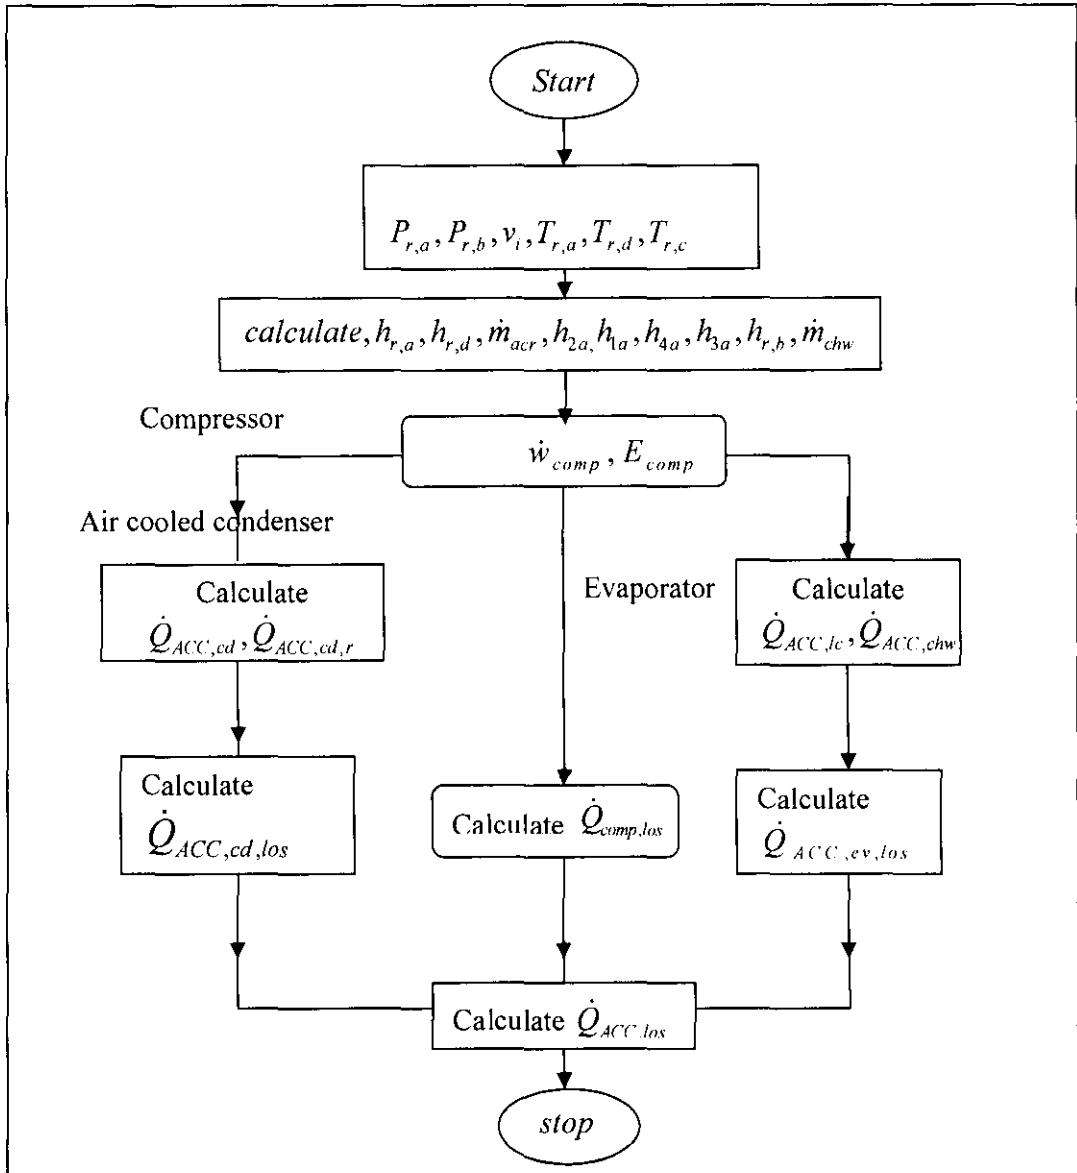 Start
P_{r,a}, P_{r,b}, v_i, T_{r,a}, T_{r,d}, T_{r,c}
calculate, h_{r,a}, h_{r,d}, ṁ_{acr}, h_{2a,} h_{1a}, h_{4a}, h_{3a}, h_{r,b}, ṁ_{chw}
Compressor
ẇ_{comp}, E_{comp}
Air cooled condenser
Calculate
Q̇_{ACC,cd}, Q̇_{ACC,cd,r}
Evaporator
Calculate
Q̇_{ACC,lc}, Q̇_{ACC,chw}
Calculate
Q̇_{ACC,cd,los}
Calculate Q̇_{comp,los}
Calculate
Q̇_{ACC,ev,los}
Calculate Q̇_{ACC,los}
stop